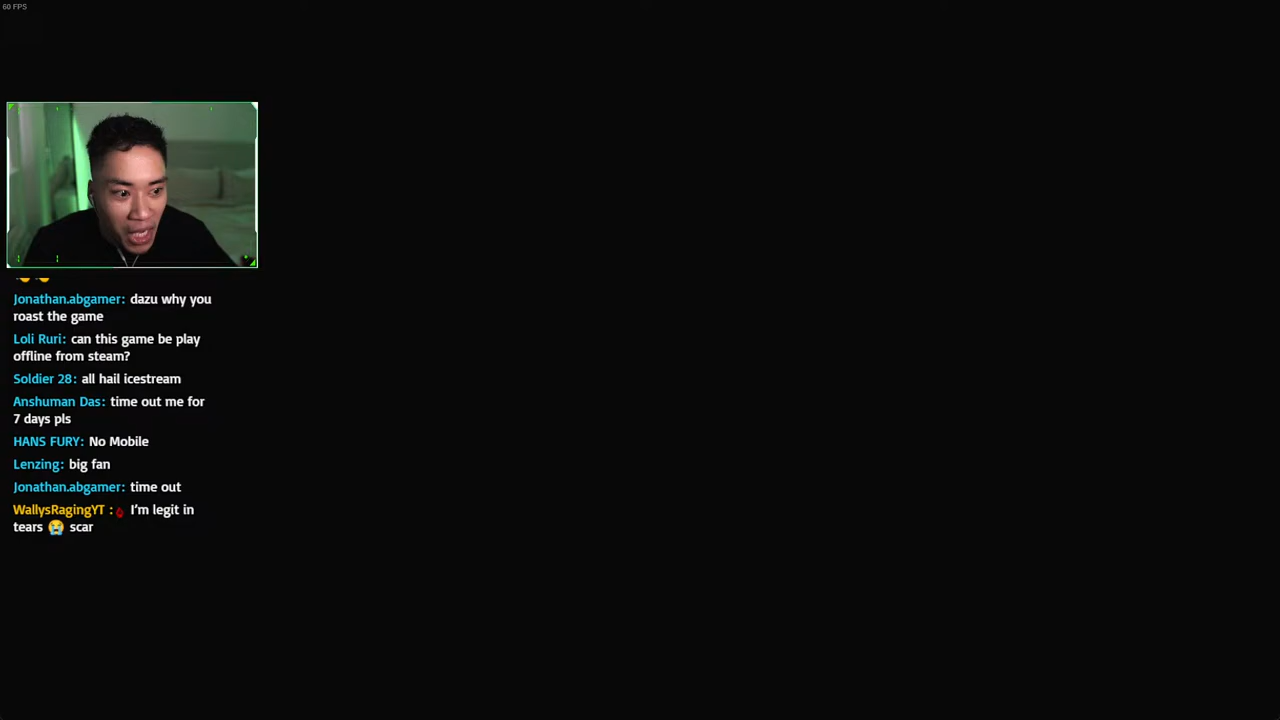 60 FPS
Jonathan.abgamer: dazu why you
roast the game
Loli Ruri: can this game be play
offline from steam?
Soldier 28: all hail icestream
Anshuman Das: time out me for
7 days pls
HANS FURY: No Mobile
Lenzing: big fan
Jonathan.abgamer: time out
WallysRagingYT : I'm legit in
tears 😭 scar